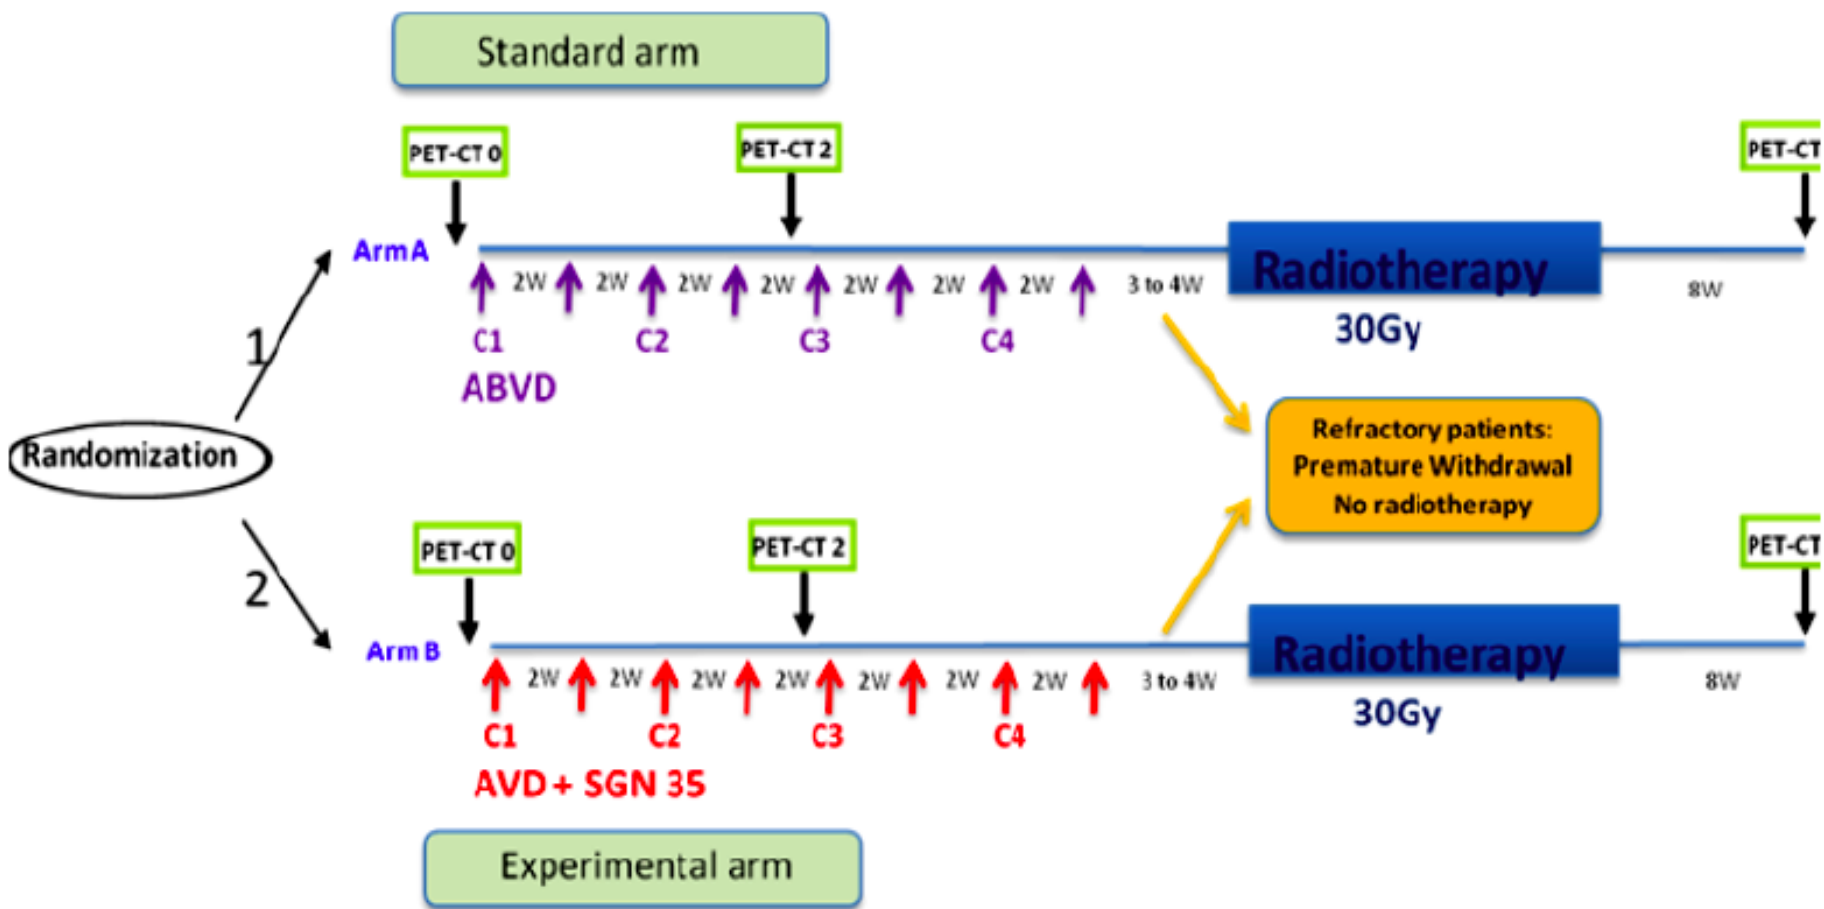 Standard arm
PET-CT 0
PET-CT 2
PET-CT
Arm A
2W 2W 2W 2W 2W 2W 2W 3 to 4W
Radiotherapy
8W
30Gy
C1 C2 C3 C4
ABVD
1
Randomization
2
Refractory patients:
Premature Withdrawal
No radiotherapy
PET-CT 0
PET-CT 2
PET-CT
Arm B
2W 2W 2W 2W 2W 2W 2W 3 to 4W
Radiotherapy
8W
30Gy
C1 C2 C3 C4
AVD + SGN 35
Experimental arm